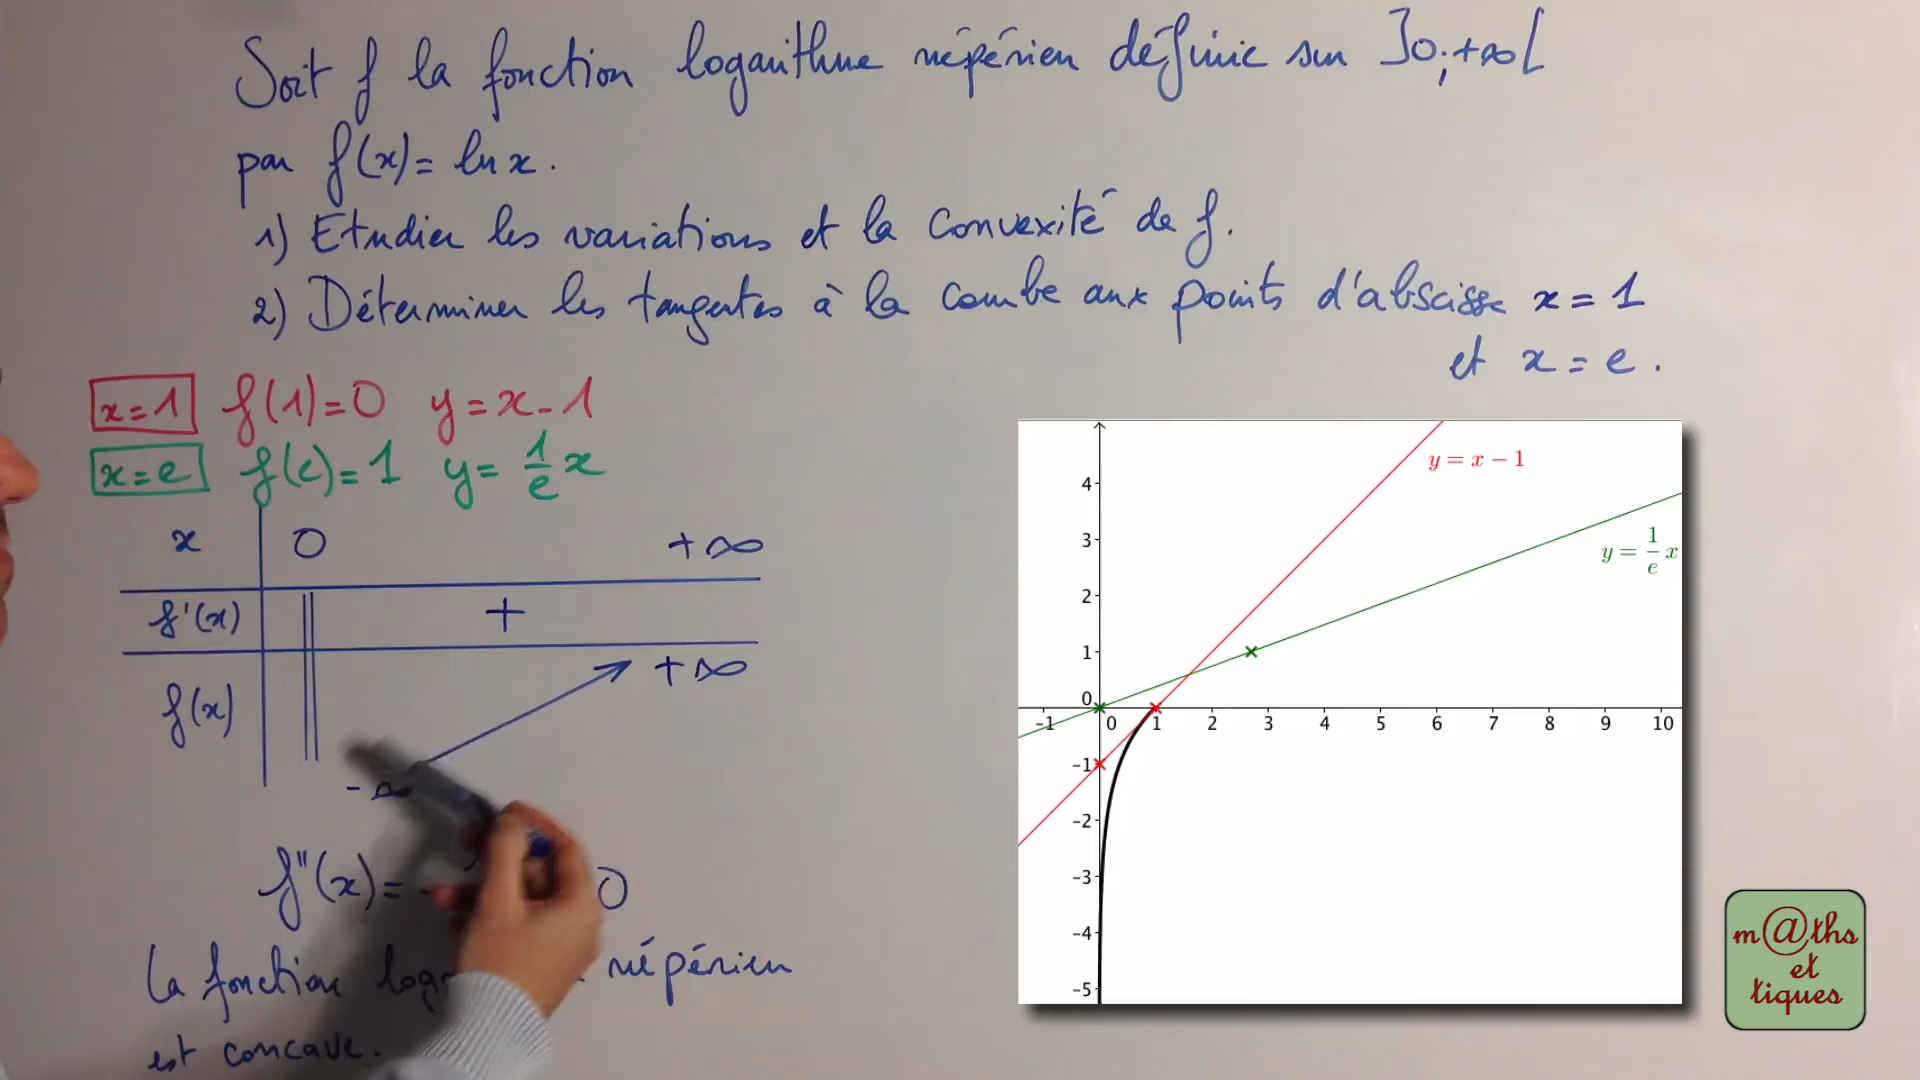 Soit f la fonction logarithme népérien définie sur ]0;+∞[
par f(x)= ln x.
1) Etudier les variations et la convexité de f.
2) Déterminer les tangentes à la courbe aux points d'abscisse x = 1
et x = e.
x=1 f(1)=0 y=x-1
x=e f(e)=1 y= 1/e x
x 0 +∞
f'(x) +
f(x) -∞ +∞
f''(x)= - 0
la fonction népérien
est concave.
y = x − 1
y = 1/e x
4
3
2
1
0
-1 0 1 2 3 4 5 6 7 8 9 10
-1
-2
-3
-4
-5
m@ths
et
tiques